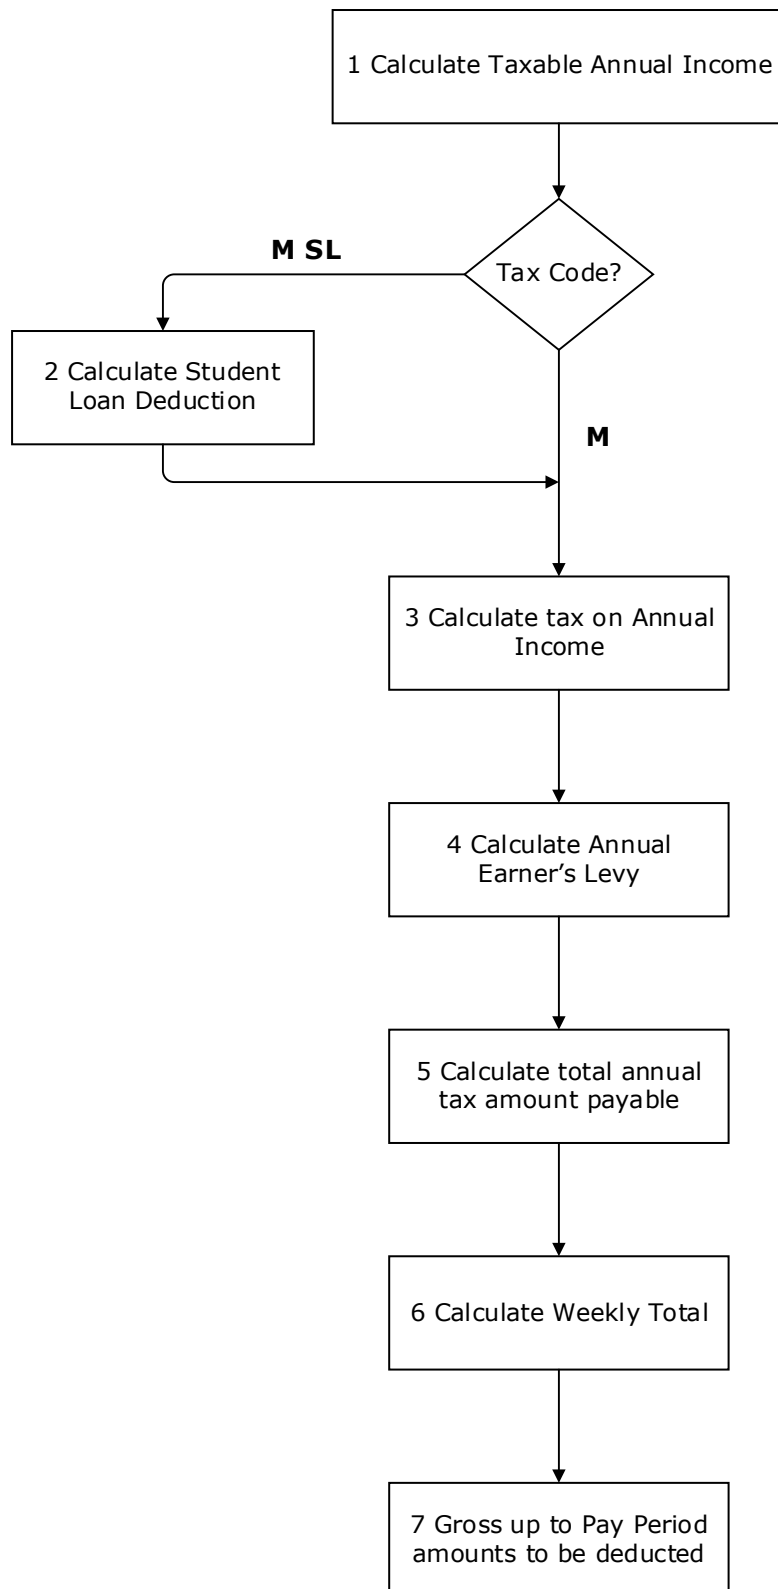 1 Calculate Taxable Annual Income
Tax Code?
M SL
2 Calculate Student
Loan Deduction
M
3 Calculate tax on Annual
Income
4 Calculate Annual
Earner’s Levy
5 Calculate total annual
tax amount payable
6 Calculate Weekly Total
7 Gross up to Pay Period
amounts to be deducted